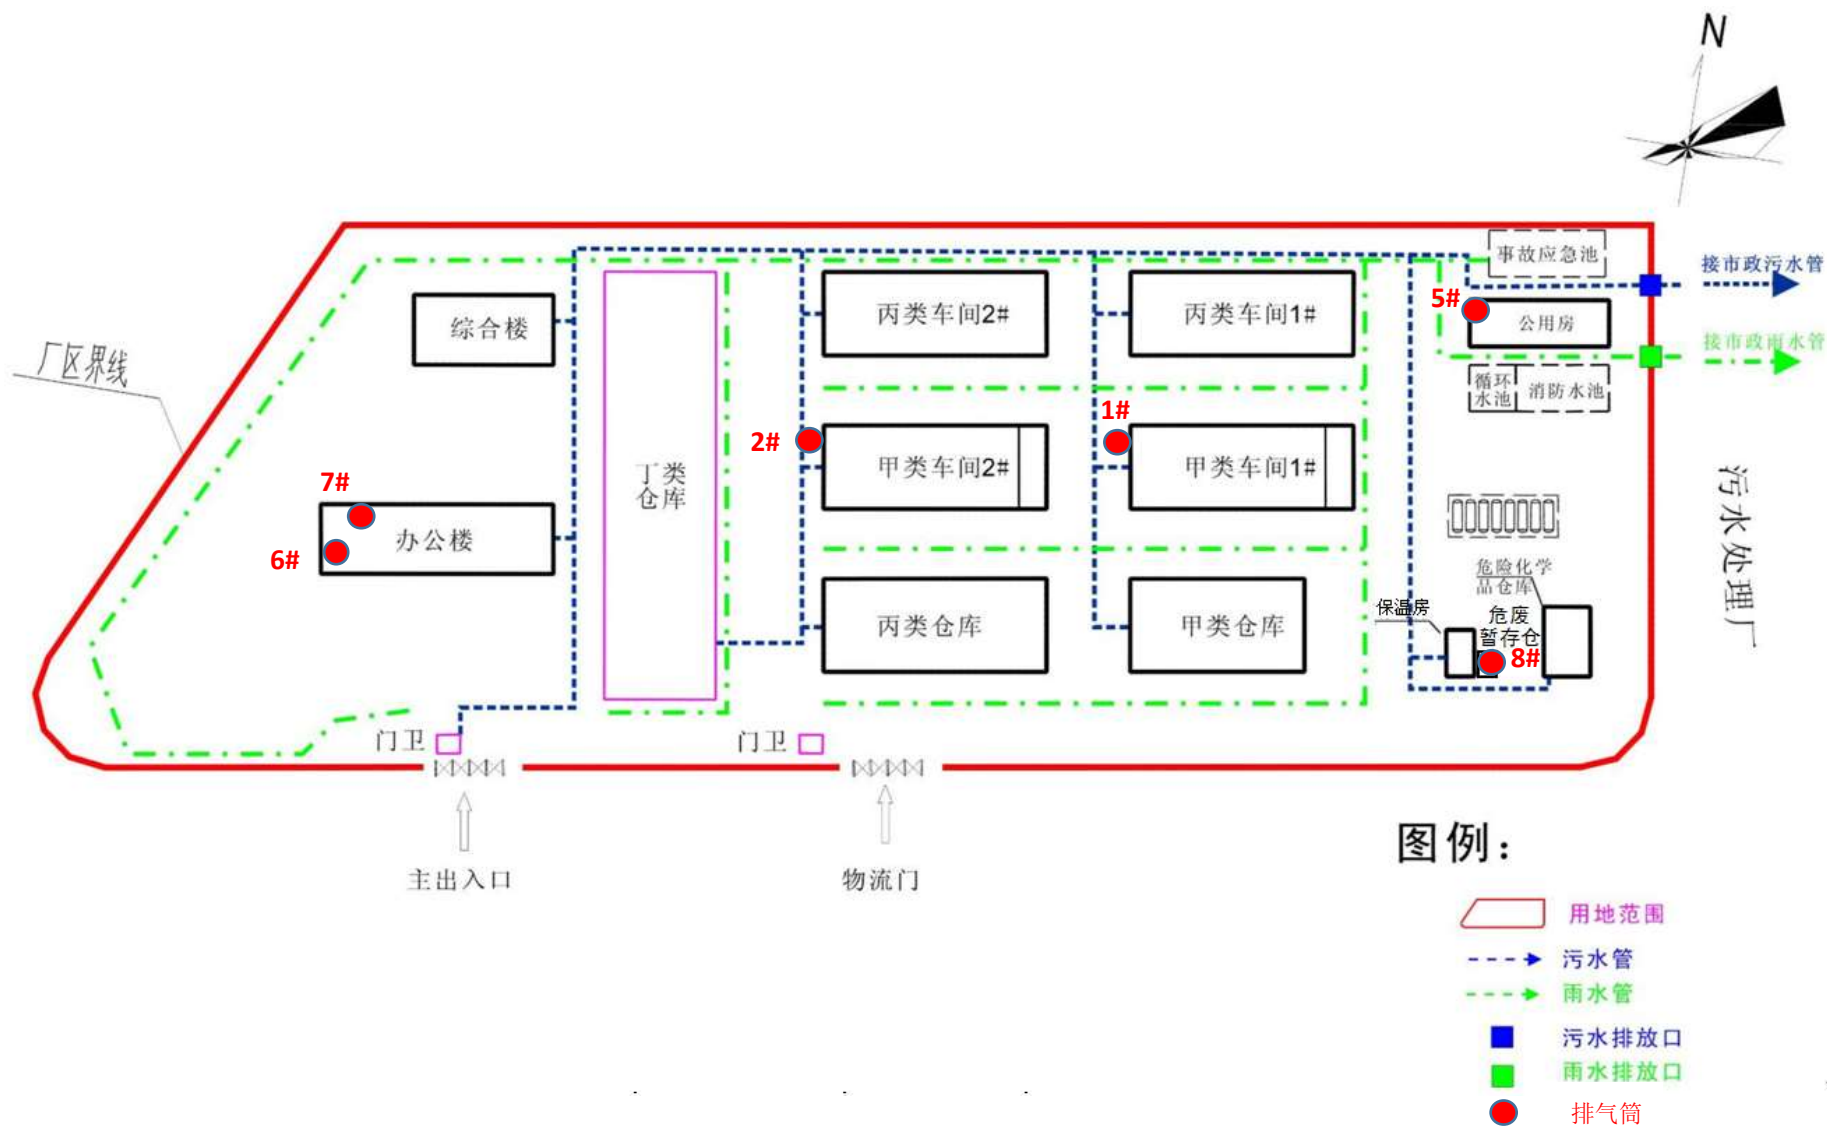 N
事故应急池
接市政污水管
5#
公用房
接市政雨水管
循环
水池
消防水池
厂区界线
综合楼
丙类车间2#
丙类车间1#
丁类
仓库
2#
甲类车间2#
1#
甲类车间1#
7#
办公楼
6#
污水处理厂
危险化学
品仓库
保温房
危废
暂存仓
8#
丙类仓库
甲类仓库
门卫
门卫
主出入口
物流门
图例：
用地范围
污水管
雨水管
污水排放口
雨水排放口
排气筒